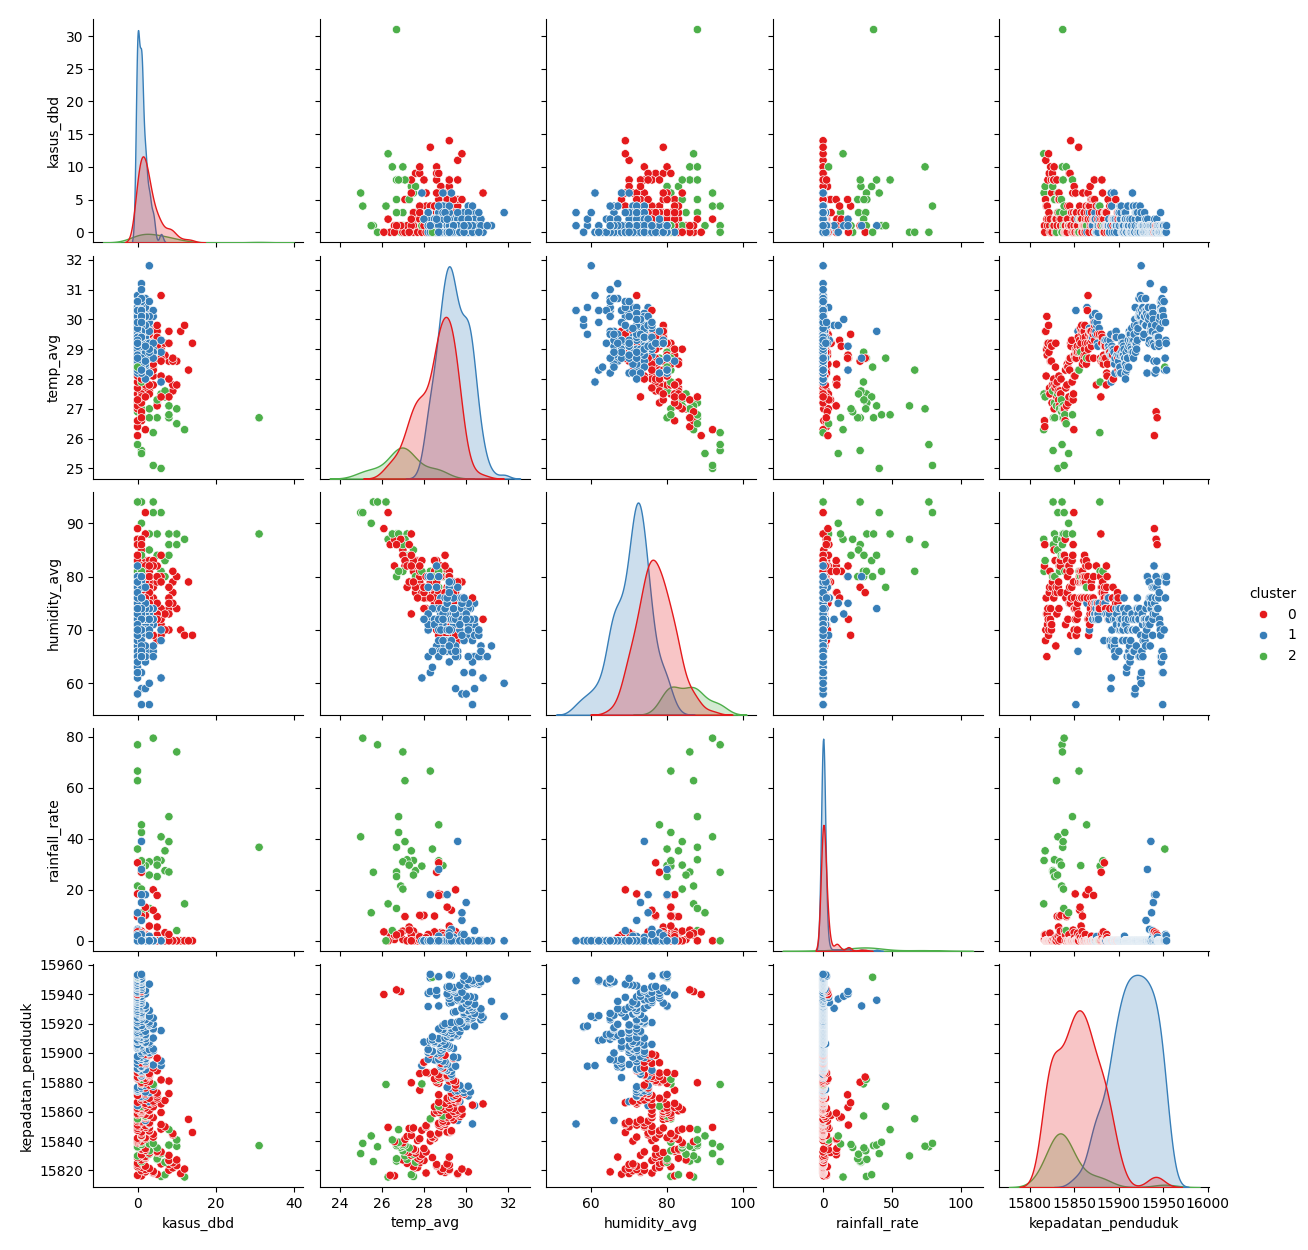 kasus_dbd
30
25
20
15
10
5
0
temp_avg
32
31
30
29
28
27
26
25
humidity_avg
90
80
70
60
cluster
0
1
2
rainfall_rate
80
60
40
20
0
kepadatan_penduduk
15960
15940
15920
15900
15880
15860
15840
15820
0 20 40
24 26 28 30 32
60 80 100
0 50 100
15800 15850 15900 15950 16000
kasus_dbd temp_avg humidity_avg rainfall_rate kepadatan_penduduk